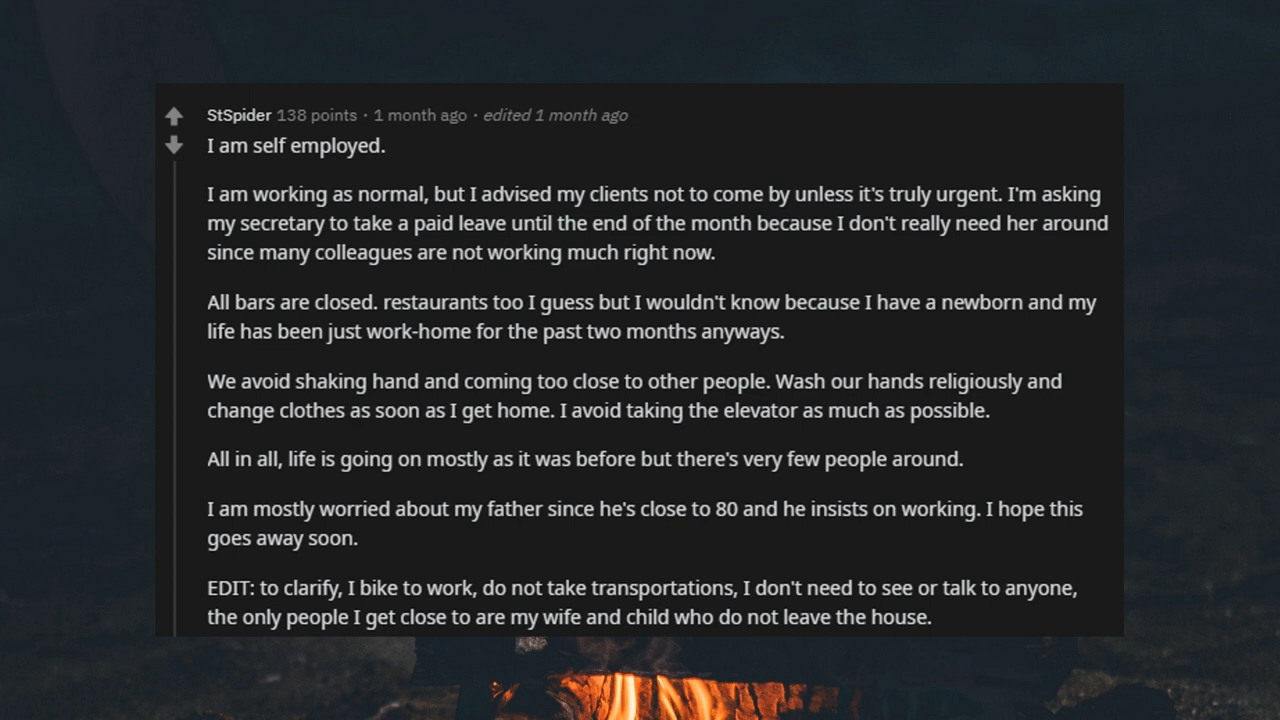 StSpider 138 points · 1 month ago · edited 1 month ago
I am self employed.
I am working as normal, but I advised my clients not to come by unless it's truly urgent. I'm asking
my secretary to take a paid leave until the end of the month because I don't really need her around
since many colleagues are not working much right now.
All bars are closed. restaurants too I guess but I wouldn't know because I have a newborn and my
life has been just work-home for the past two months anyways.
We avoid shaking hand and coming too close to other people. Wash our hands religiously and
change clothes as soon as I get home. I avoid taking the elevator as much as possible.
All in all, life is going on mostly as it was before but there's very few people around.
I am mostly worried about my father since he's close to 80 and he insists on working. I hope this
goes away soon.
EDIT: to clarify, I bike to work, do not take transportations, I don't need to see or talk to anyone,
the only people I get close to are my wife and child who do not leave the house.